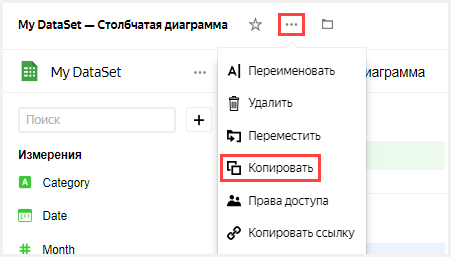 My DataSet — Столбчатая диаграмма
My DataSet
иаграмма
Переименовать
Удалить
Поиск
Переместить
Измерения
Копировать
Category
Права доступа
Date
Копировать ссылку
Month